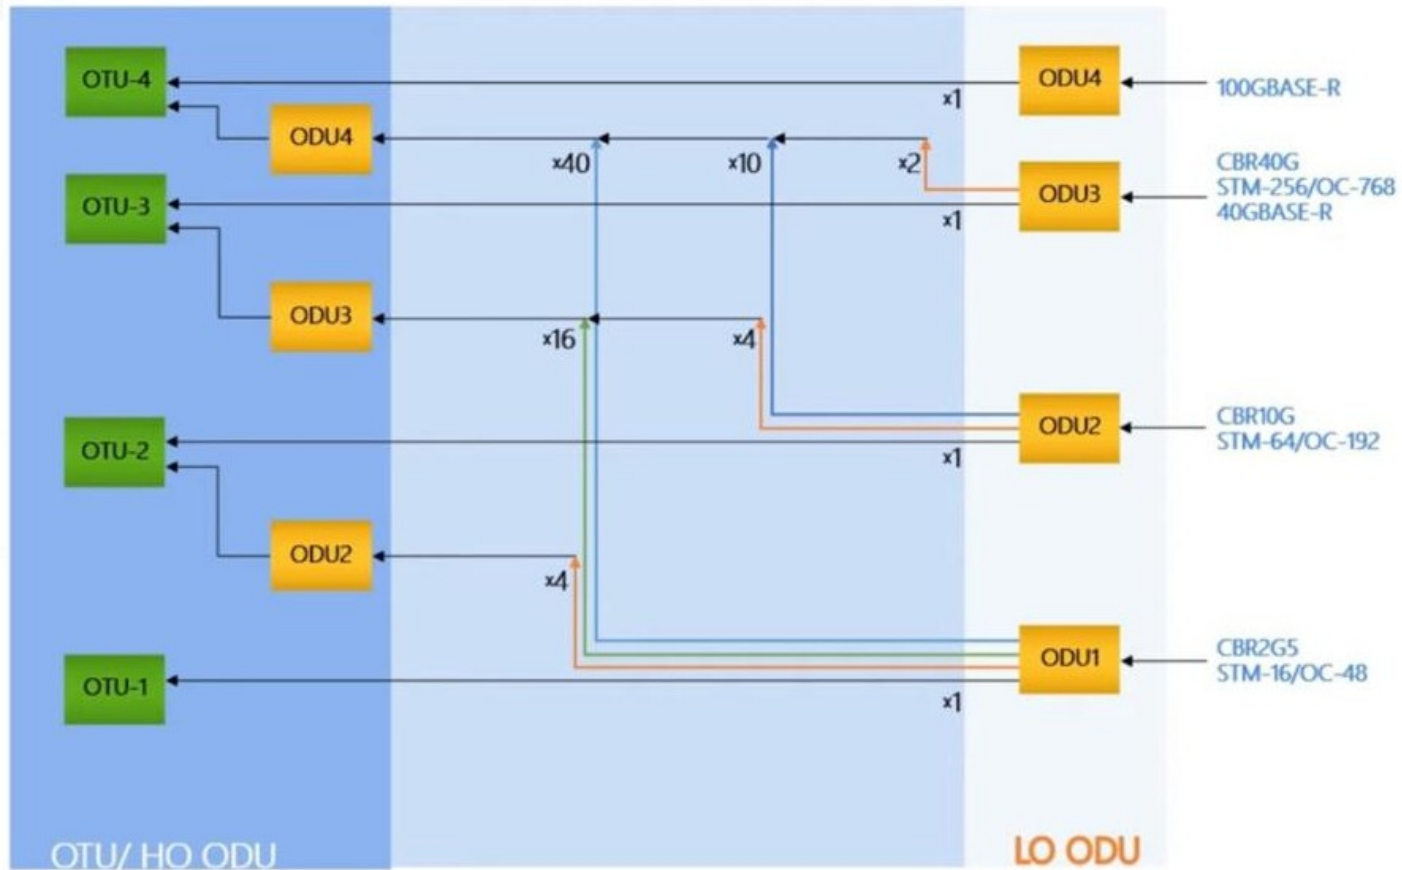 OTU-4
ODU4
100GBASE-R
x1
ODU4
x40
x10
x2
CBR40G
STM-256/OC-768
40GBASE-R
ODU3
OTU-3
x1
ODU3
x16
x4
ODU2
CBR10G
STM-64/OC-192
OTU-2
x1
ODU2
x4
ODU1
CBR2G5
STM-16/OC-48
OTU-1
x1
OTU/ HO ODU
LO ODU